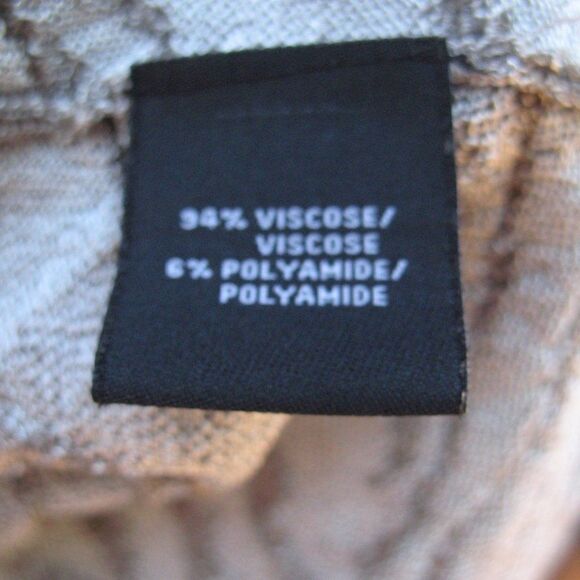 94% VISCOSE/
VISCOSE
6% POLYAMIDE/
POLYAMIDE